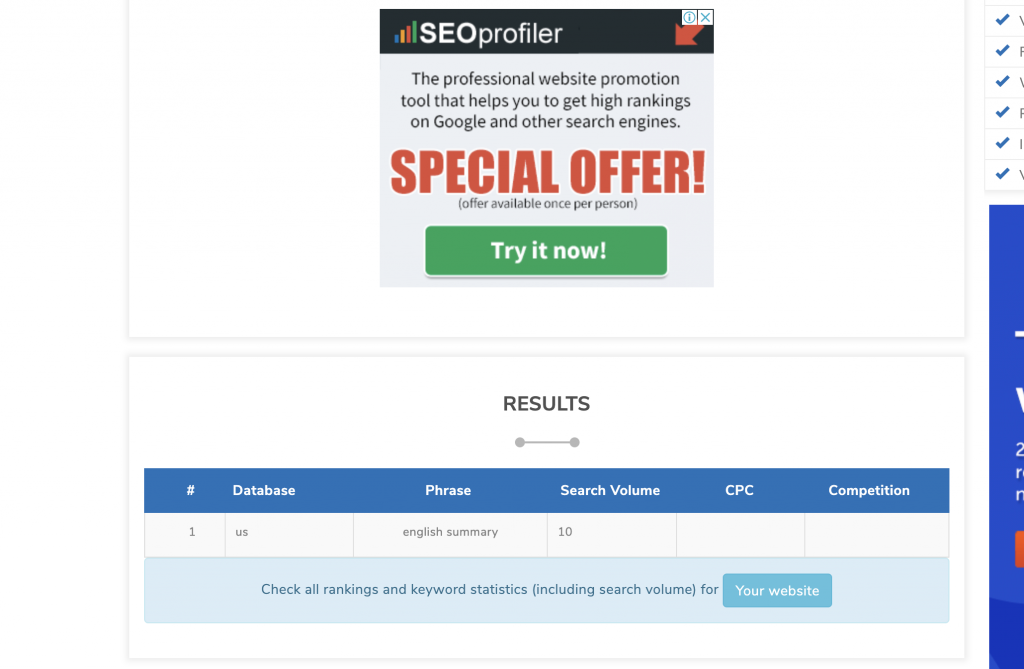 SEOprofiler
The professional website promotion
tool that helps you to get high rankings
on Google and other search engines.
SPECIAL OFFER!
(offer available once per person)
Try it now!
RESULTS
# Database Phrase Search Volume CPC Competition
1 us english summary 10
Check all rankings and keyword statistics (including search volume) for Your website